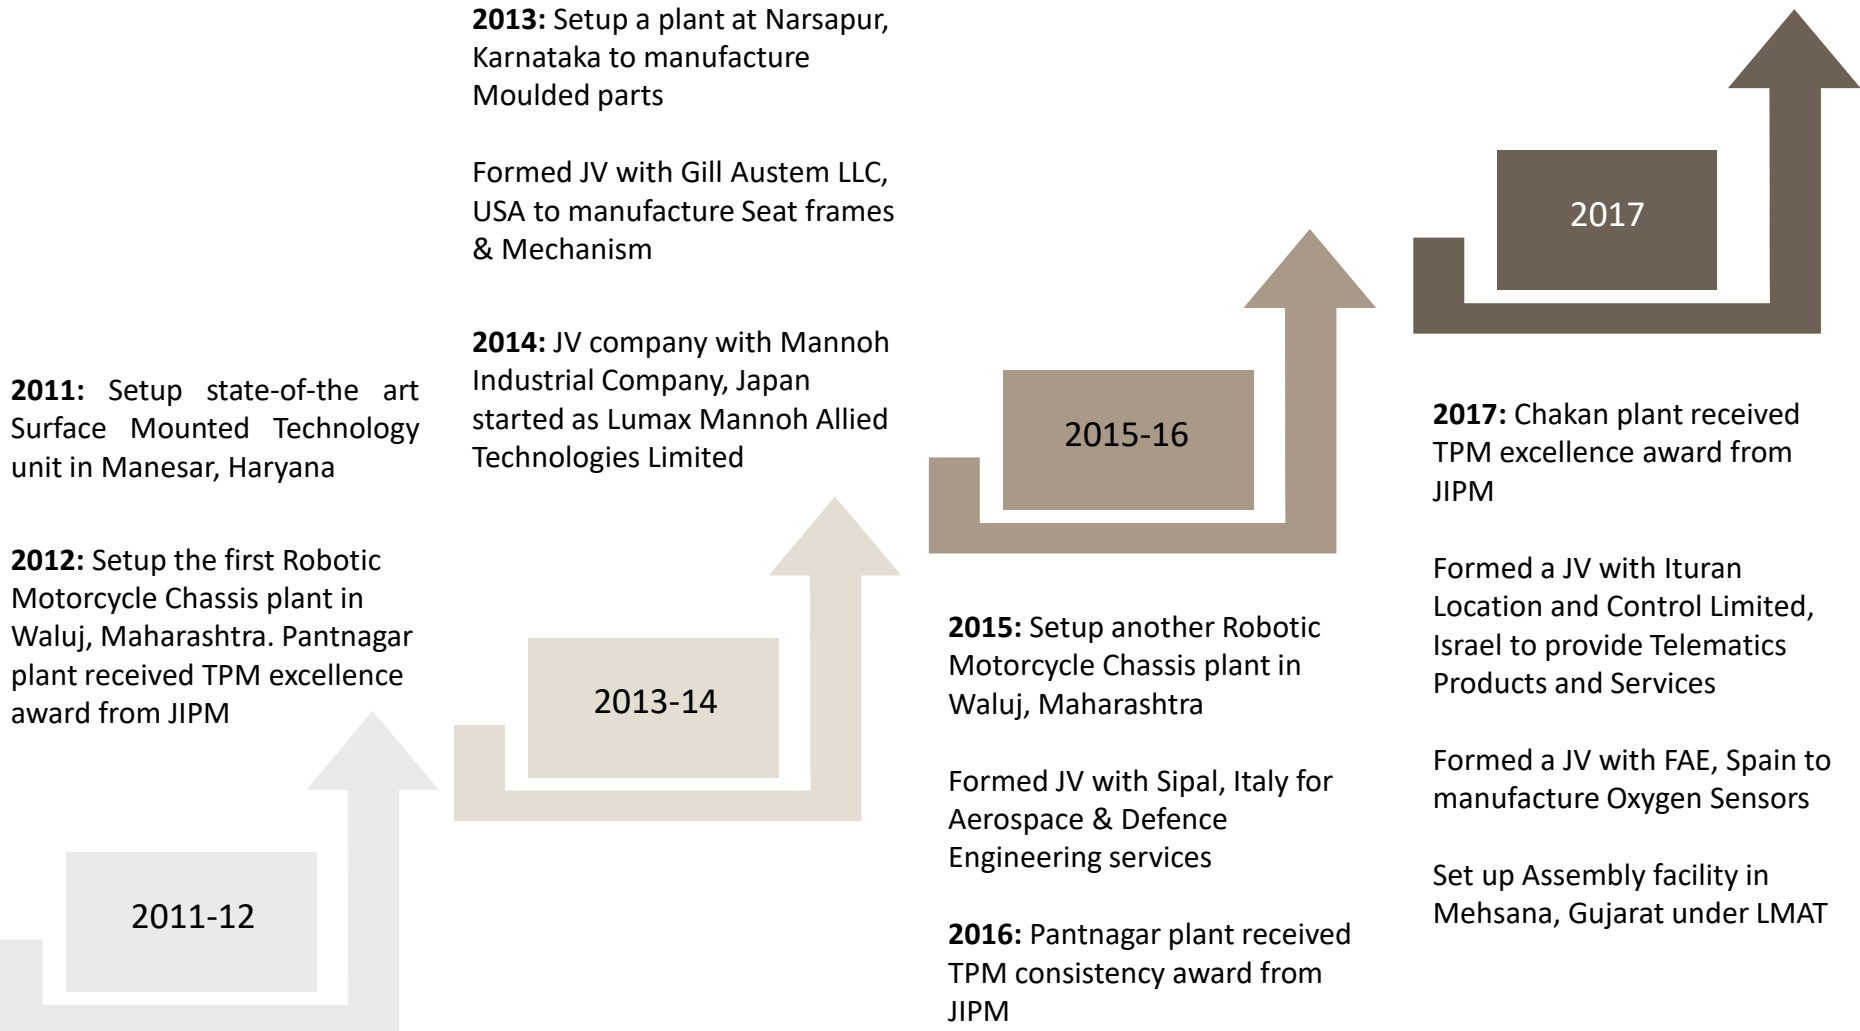 2011: Setup state-of-the art
Surface Mounted Technology
unit in Manesar, Haryana
2012: Setup the first Robotic
Motorcycle Chassis plant in
Waluj, Maharashtra. Pantnagar
plant received TPM excellence
award from JIPM
2011-12
2013: Setup a plant at Narsapur,
Karnataka to manufacture
Moulded parts
Formed JV with Gill Austem LLC,
USA to manufacture Seat frames
& Mechanism
2014: JV company with Mannoh
Industrial Company, Japan
started as Lumax Mannoh Allied
Technologies Limited
2013-14
2015-16
2015: Setup another Robotic
Motorcycle Chassis plant in
Waluj, Maharashtra
Formed JV with Sipal, Italy for
Aerospace & Defence
Engineering services
2016: Pantnagar plant received
TPM consistency award from
JIPM
2017
2017: Chakan plant received
TPM excellence award from
JIPM
Formed a JV with Ituran
Location and Control Limited,
Israel to provide Telematics
Products and Services
Formed a JV with FAE, Spain to
manufacture Oxygen Sensors
Set up Assembly facility in
Mehsana, Gujarat under LMAT